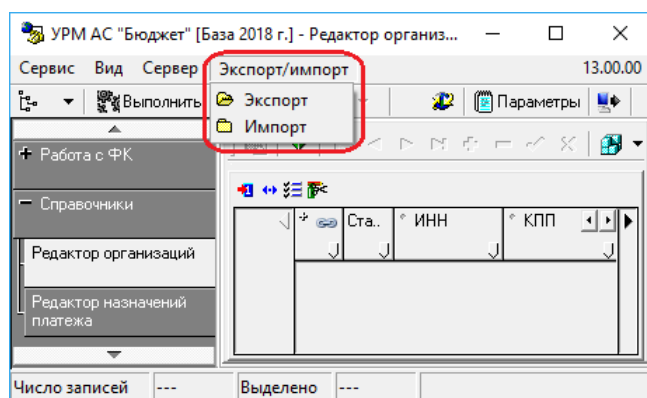 УРМ АС "Бюджет" [База 2018 г.] - Редактор организ...
Сервис Вид Сервер Экспорт/импорт 13.00.00
Выполнить Параметры
Экспорт
Импорт
Работа с ФК
Справочники
Редактор организаций
Редактор назначений
платежа
Ста.. ИНН КПП
Число записей --- Выделено ---